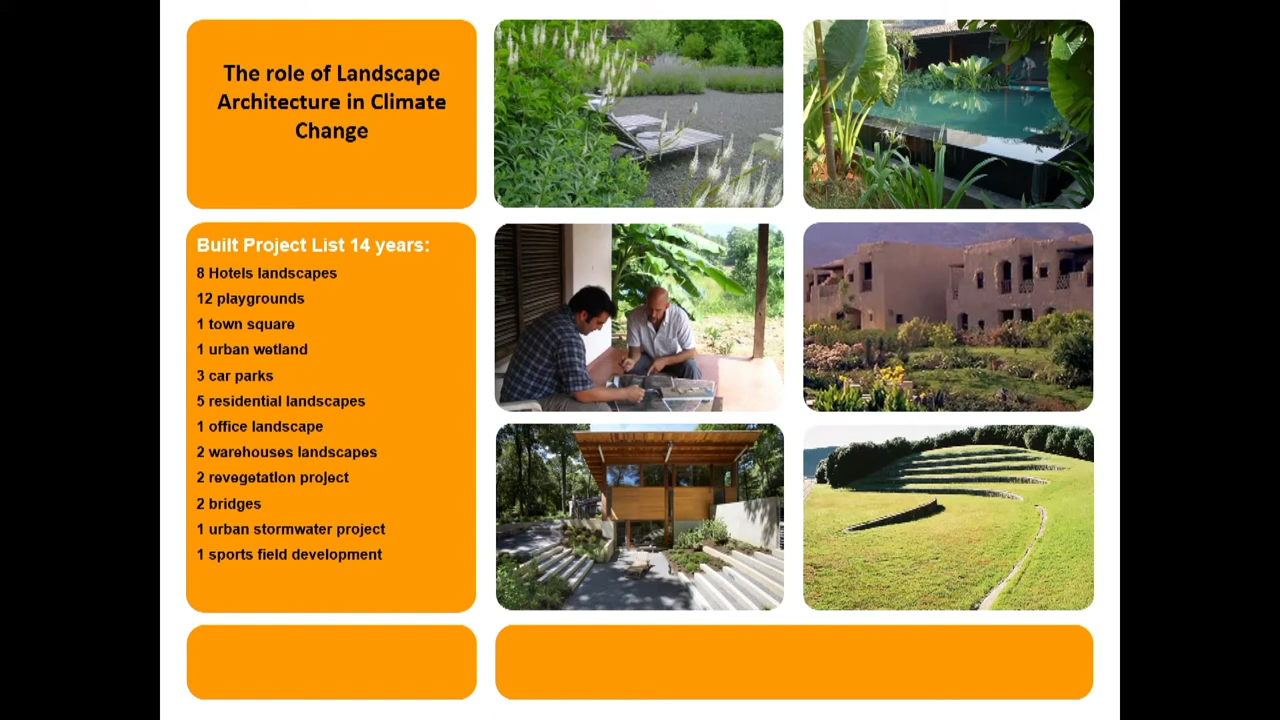 The role of Landscape
Architecture in Climate
Change
Built Project List 14 years:
8 Hotels landscapes
12 playgrounds
1 town square
1 urban wetland
3 car parks
5 residential landscapes
1 office landscape
2 warehouses landscapes
2 revegetation project
2 bridges
1 urban stormwater project
1 sports field development